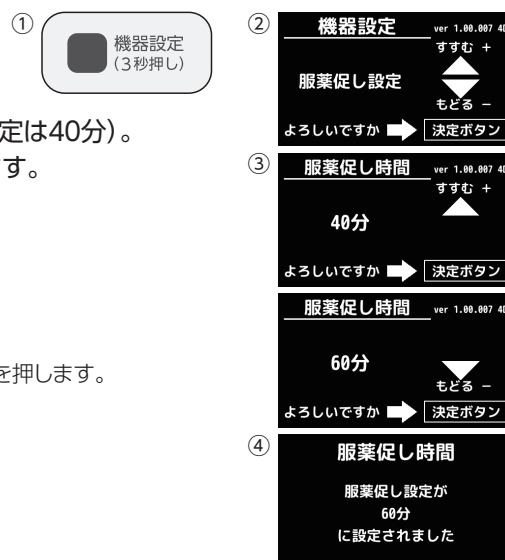 ①
機器設定
(3秒押し)
定は40分)。
す。
を押します。
②
機器設定
ver 1.00.007
すすむ +
服薬促し設定
もどる −
よろしいですか
決定ボタン
③
服薬促し時間
ver 1.00.007
すすむ +
40分
よろしいですか
決定ボタン
服薬促し時間
ver 1.00.007
60分
もどる −
よろしいですか
決定ボタン
④
服薬促し時間
服薬促し設定が
60分
に設定されました